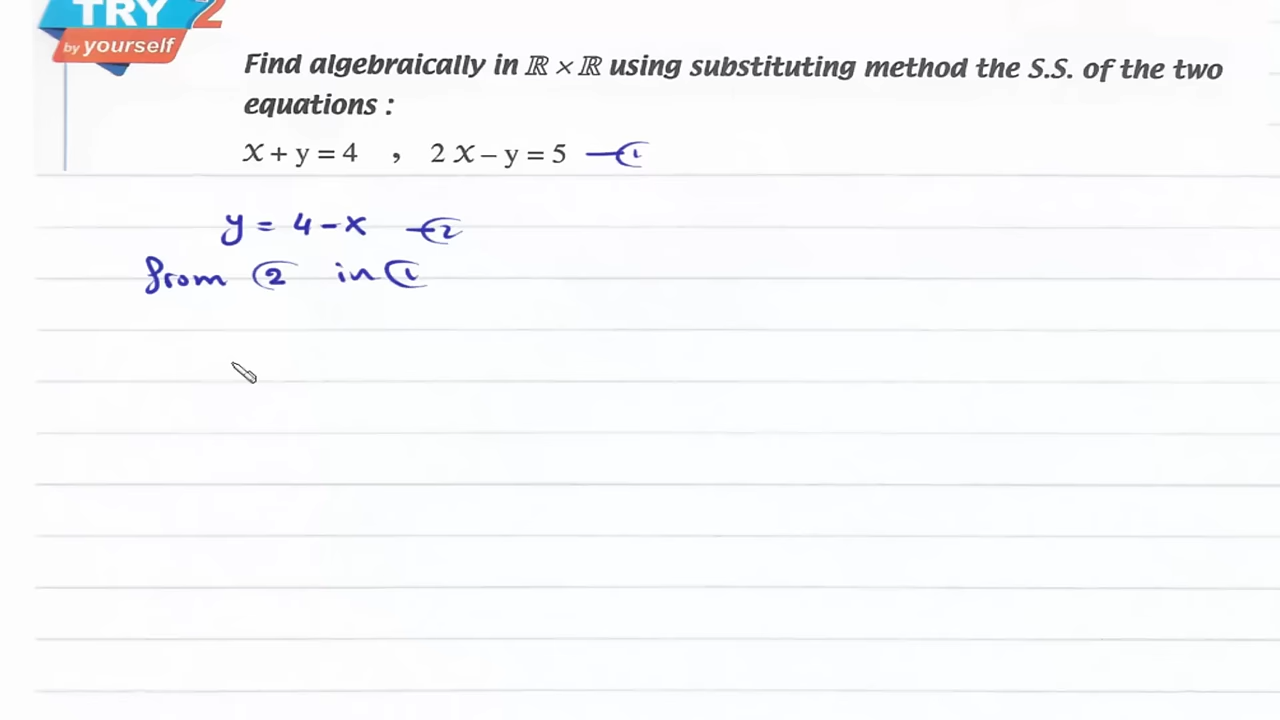 TRY 2
by yourself
Find algebraically in ℝ × ℝ using substituting method the S.S. of the two
equations :
x + y = 4 , 2 x – y = 5 —①
y = 4 - x —②
from ② in ①